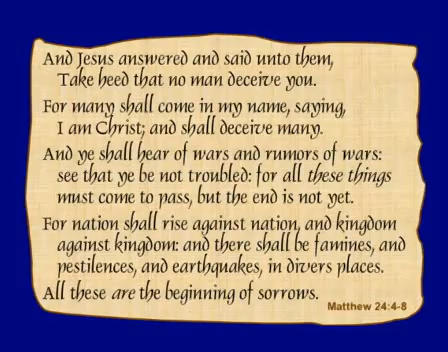 And Jesus answered and said unto them,
Take heed that no man deceive you.
For many shall come in my name, saying,
I am Christ; and shall deceive many.
And ye shall hear of wars and rumors of wars:
see that ye be not troubled: for all these things
must come to pass, but the end is not yet.
For nation shall rise against nation, and kingdom
against kingdom: and there shall be famines, and
pestilences, and earthquakes, in divers places.
All these are the beginning of sorrows.
Matthew 24:4-8